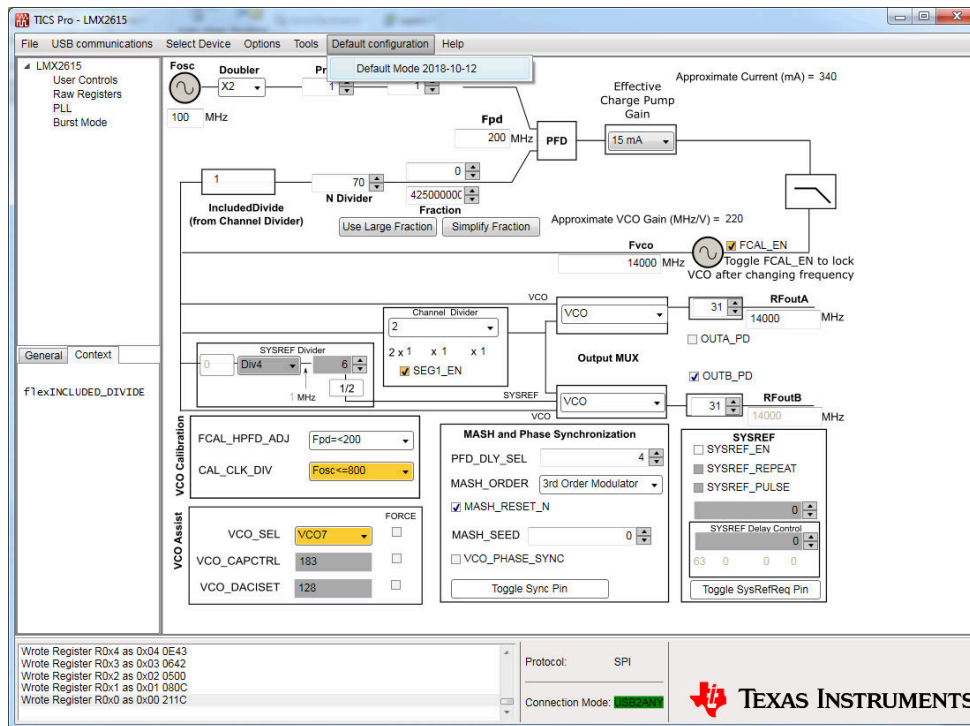 TICS Pro - LMX2615
File USB communications Select Device Options Tools Default configuration Help
Default Mode 2018-10-12
LMX2615
User Controls
Raw Registers
PLL
Burst Mode
General Context
flexINCLUDED_DIVIDE
Fosc
Doubler
X2
1
1
100 MHz
Approximate Current (mA) = 340
Effective
Charge Pump
Gain
15 mA
Fpd
200 MHz
PFD
1
IncludedDivide
(from Channel Divider)
70
N Divider
0
425000000
Fraction
Use Large Fraction Simplify Fraction
Approximate VCO Gain (MHz/V) = 220
Fvco
14000 MHz
FCAL_EN
Toggle FCAL_EN to lock
VCO after changing frequency
VCO
Channel Divider
2
2 x 1 x 1 x 1
SEG1_EN
VCO
31
RFoutA
14000 MHz
OUTA_PD
Output MUX
OUTB_PD
SYSREF Divider
0 Div4 6
1 MHz
1/2
SYSREF
VCO
VCO
31
RFoutB
14000 MHz
VCO Calibration
FCAL_HPFD_ADJ Fpd=<200
CAL_CLK_DIV Fosc<=800
VCO Assist
FORCE
VCO_SEL VCO7
VCO_CAPCTRL 183
VCO_DACISET 128
MASH and Phase Synchronization
PFD_DLY_SEL 4
MASH_ORDER 3rd Order Modulator
MASH_RESET_N
MASH_SEED 0
VCO_PHASE_SYNC
Toggle Sync Pin
SYSREF
SYSREF_EN
SYSREF_REPEAT
SYSREF_PULSE
0
SYSREF Delay Control
0
63 0 0 0
Toggle SysRefReq Pin
Wrote Register R0x4 as 0x04 0E43
Wrote Register R0x3 as 0x03 0642
Wrote Register R0x2 as 0x02 0500
Wrote Register R0x1 as 0x01 080C
Wrote Register R0x0 as 0x00 211C
Protocol: SPI
Connection Mode: USB2ANY
TEXAS INSTRUMENTS